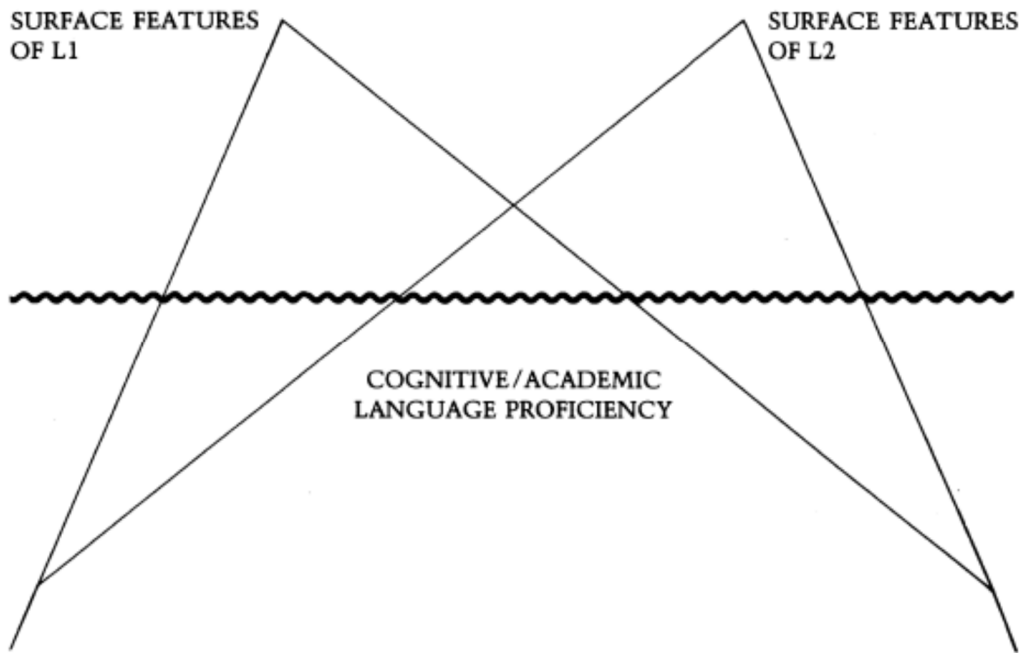 SURFACE FEATURES
OF L1
SURFACE FEATURES
OF L2
COGNITIVE/ACADEMIC
LANGUAGE PROFICIENCY